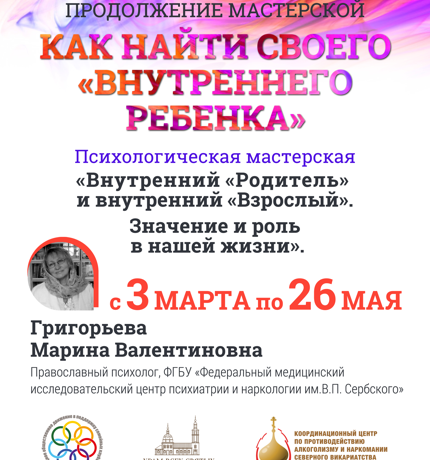 ПРОДОЛЖЕНИЕ МАСТЕРСКОЙ
КАК НАЙТИ СВОЕГО
«ВНУТРЕННЕГО
РЕБЕНКА»
Психологическая мастерская
«Внутренний «Родитель»
и внутренний «Взрослый».
Значение и роль
в нашей жизни».
с 3 МАРТА по 26 МАЯ
Григорьева
Марина Валентиновна
Православный психолог, ФГБУ «Федеральный медицинский
исследовательский центр психиатрии и наркологии им.В.П. Сербского»
КООРДИНАЦИОННЫЙ ЦЕНТР
ПО ПРОТИВОДЕЙСТВИЮ
АЛКОГОЛИЗМУ И НАРКОМАНИИ
СЕВЕРНОГО ВИКАРИАТСТВА